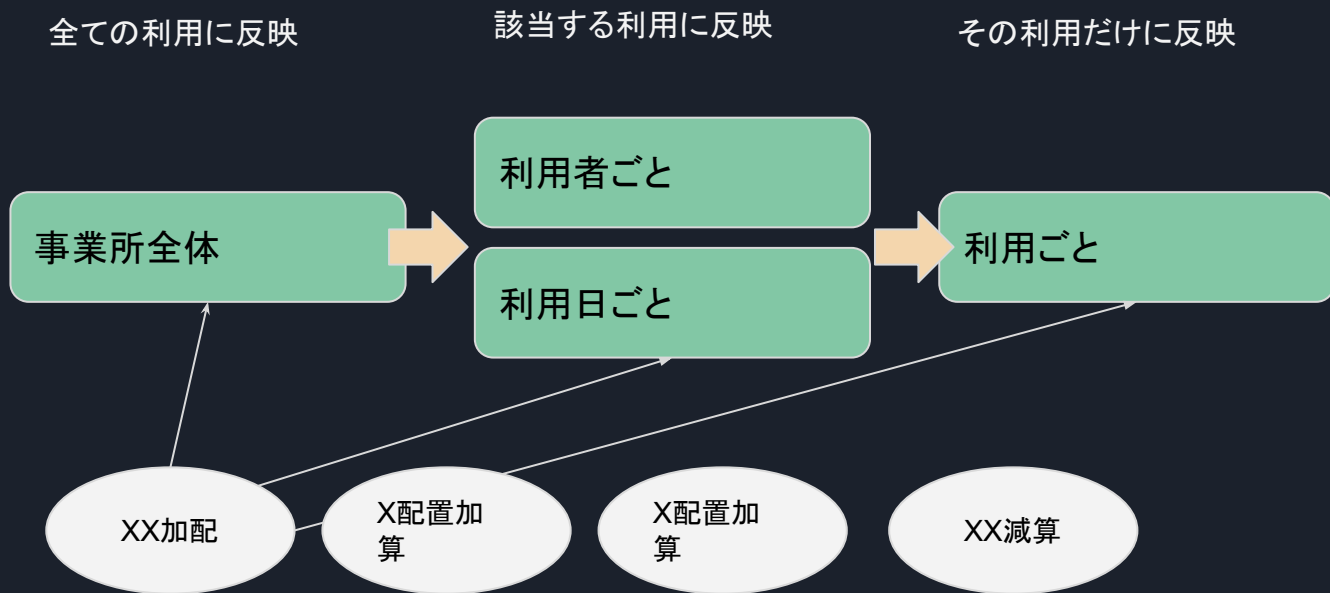 全ての利用に反映
該当する利用に反映
その利用だけに反映
利用者ごと
事業所全体
利用ごと
利用日ごと
XX加配
X配置加
算
X配置加
算
XX減算